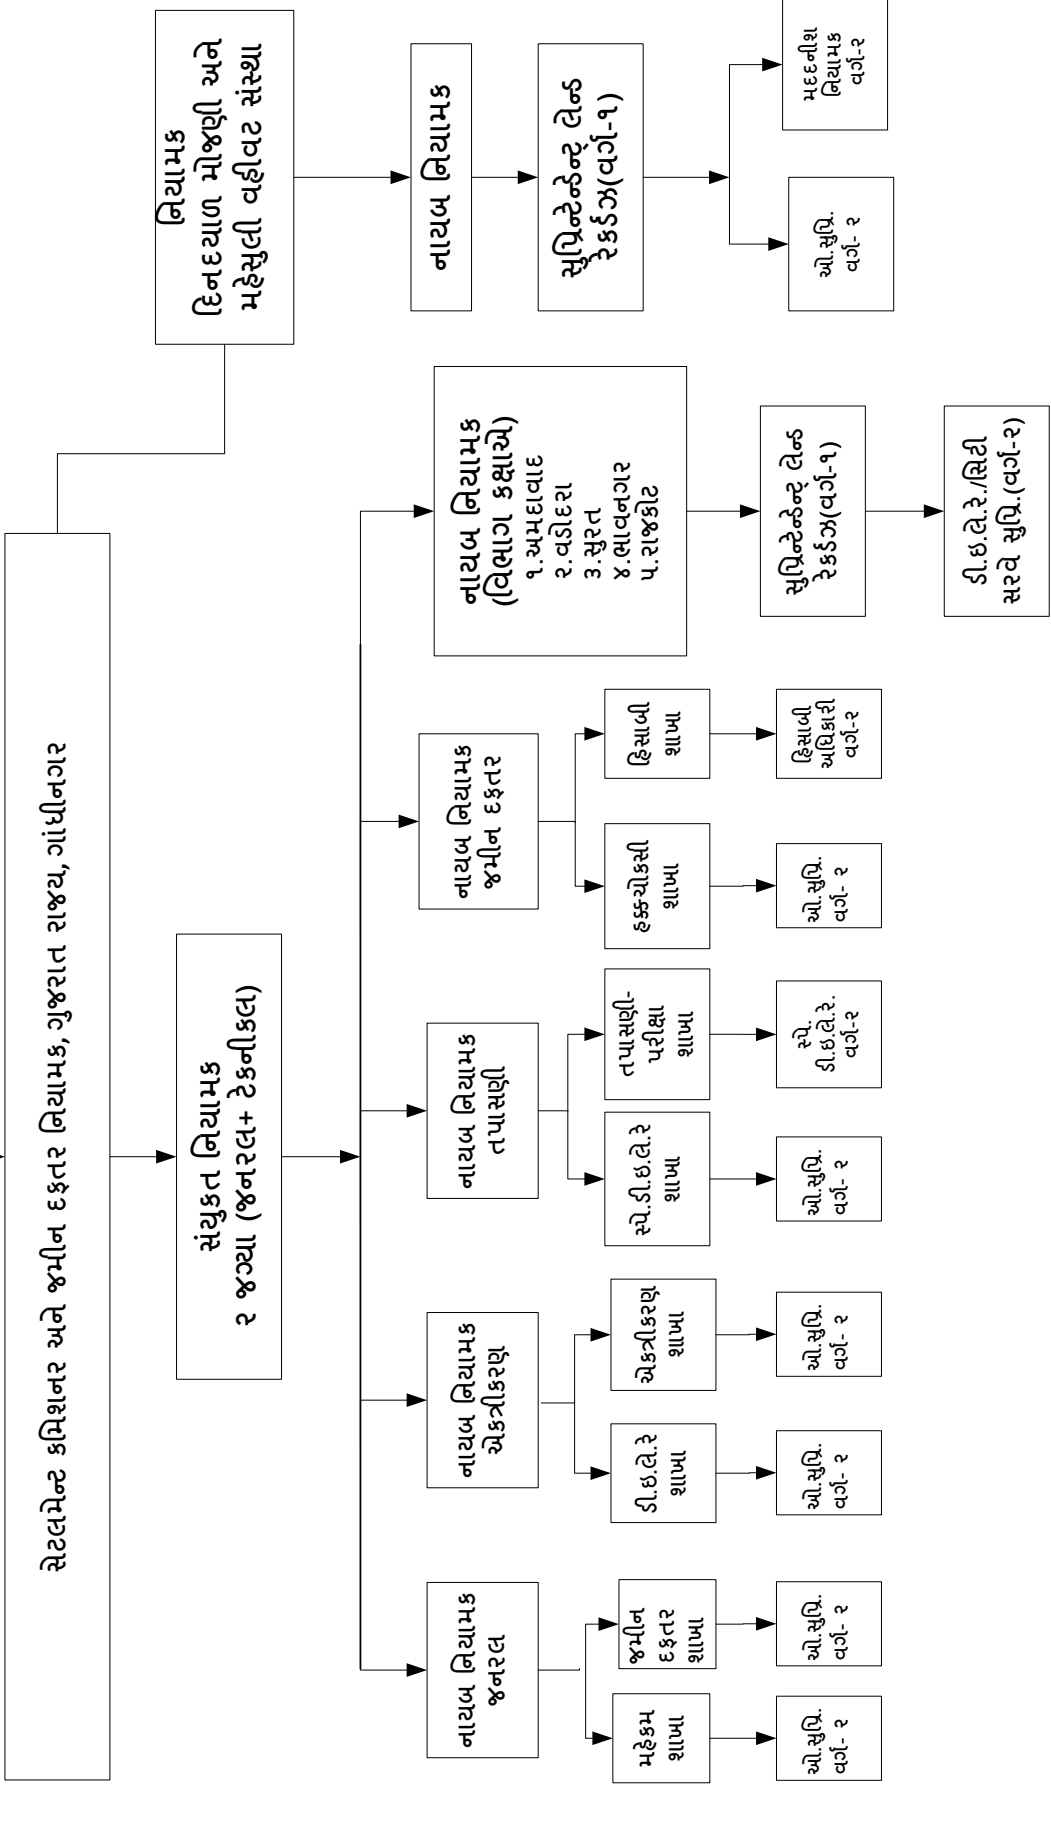 સેટલમેન્ટ કમિશનર અને જમીન દફતર નિયામક, ગુજરાત રાજય, ગાંધીનગર
નિયામક
દિનદયાળ મોજણી અને
મહેસુલી વહીવટ સંસ્થા
સંયુકત નિયામક
૨ જગ્યા (જનરલ+ ટેકનીકલ)
નાયબ નિયામક
જનરલ
નાયબ નિયામક
એકત્રીકરણ
નાયબ નિયામક
તપાસણી
નાયબ નિયામક
જમીન દફતર
નાયબ નિયામક
(વિભાગ કક્ષાએ)
૧.અમદાવાદ
૨.વડોદરા
૩.સુરત
૪.ભાવનગર
૫.રાજકોટ
નાયબ નિયામક
મહેકમ
શાખા
જમીન
દફતર
શાખા
ડી.ઇ.લે.રે
શાખા
એકત્રીકરણ
શાખા
સ્પે.ડી.ઇ.લે.રે
શાખા
તપાસણી-
પરીક્ષા
શાખા
હક્કચોકસી
શાખા
હિસાબી
શાખા
સુપ્રિન્ટેન્ડેન્ટ લેન્ડ
રેકર્ડઝ(વર્ગ-૧)
સુપ્રિન્ટેન્ડેન્ટ લેન્ડ
રેકર્ડઝ(વર્ગ-૧)
ઓ.સુપ્રિ.
વર્ગ- ૨
ઓ.સુપ્રિ.
વર્ગ- ૨
ઓ.સુપ્રિ.
વર્ગ- ૨
ઓ.સુપ્રિ.
વર્ગ- ૨
ઓ.સુપ્રિ.
વર્ગ- ૨
સ્પે.
ડી.ઇ.લે.રે.
વર્ગ-૨
ઓ.સુપ્રિ.
વર્ગ- ૨
હિસાબી
અધિકારી
વર્ગ-૨
ડી.ઇ.લે.રે./સિટી
સરવે સુપ્રિ.(વર્ગ-૨)
ઓ.સુપ્રિ.
વર્ગ- ૨
મદદનીશ
નિયામક
વર્ગ-૨